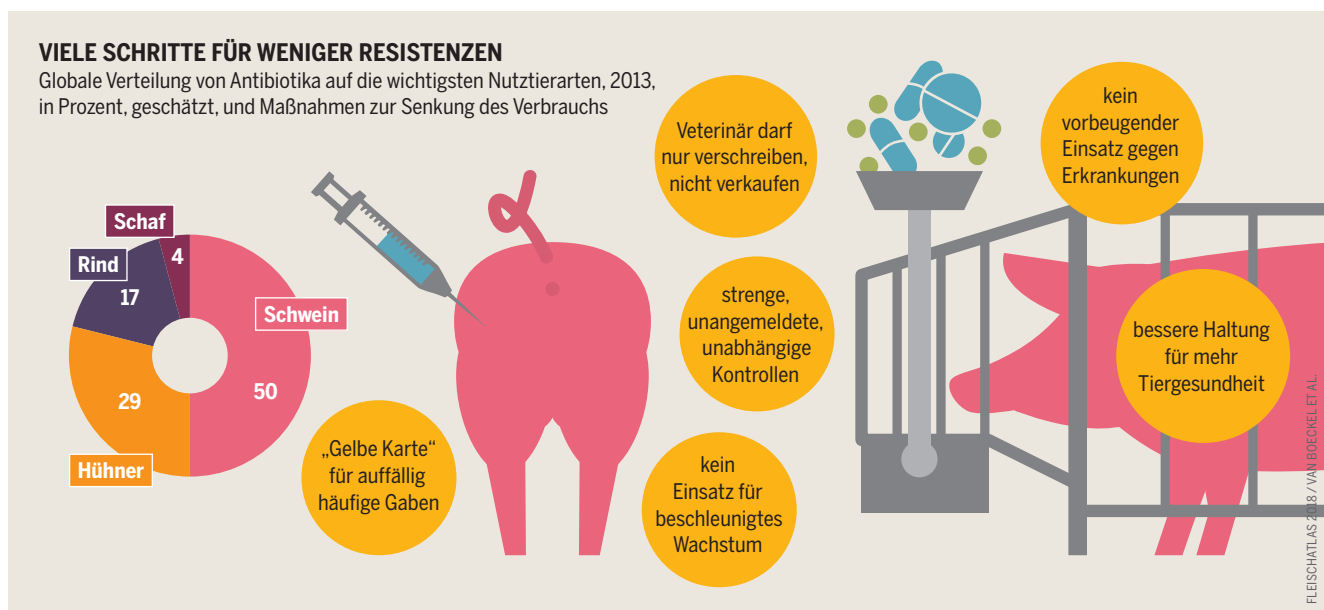 VIELE SCHRITTE FÜR WENIGER RESISTENZEN
Globale Verteilung von Antibiotika auf die wichtigsten Nutztierarten, 2013,
in Prozent, geschätzt, und Maßnahmen zur Senkung des Verbrauchs
Schaf
4
Rind
17
Schwein
50
29
Hühner
„Gelbe Karte“
für auffällig
häufige Gaben
Veterinär darf
nur verschreiben,
nicht verkaufen
strenge,
unangemeldete,
unabhängige
Kontrollen
kein
Einsatz für
beschleunigtes
Wachstum
kein
vorbeugender
Einsatz gegen
Erkrankungen
bessere Haltung
für mehr
Tiergesundheit
FLEISCHATLAS 2018 / VAN BOECKEL ET AL.